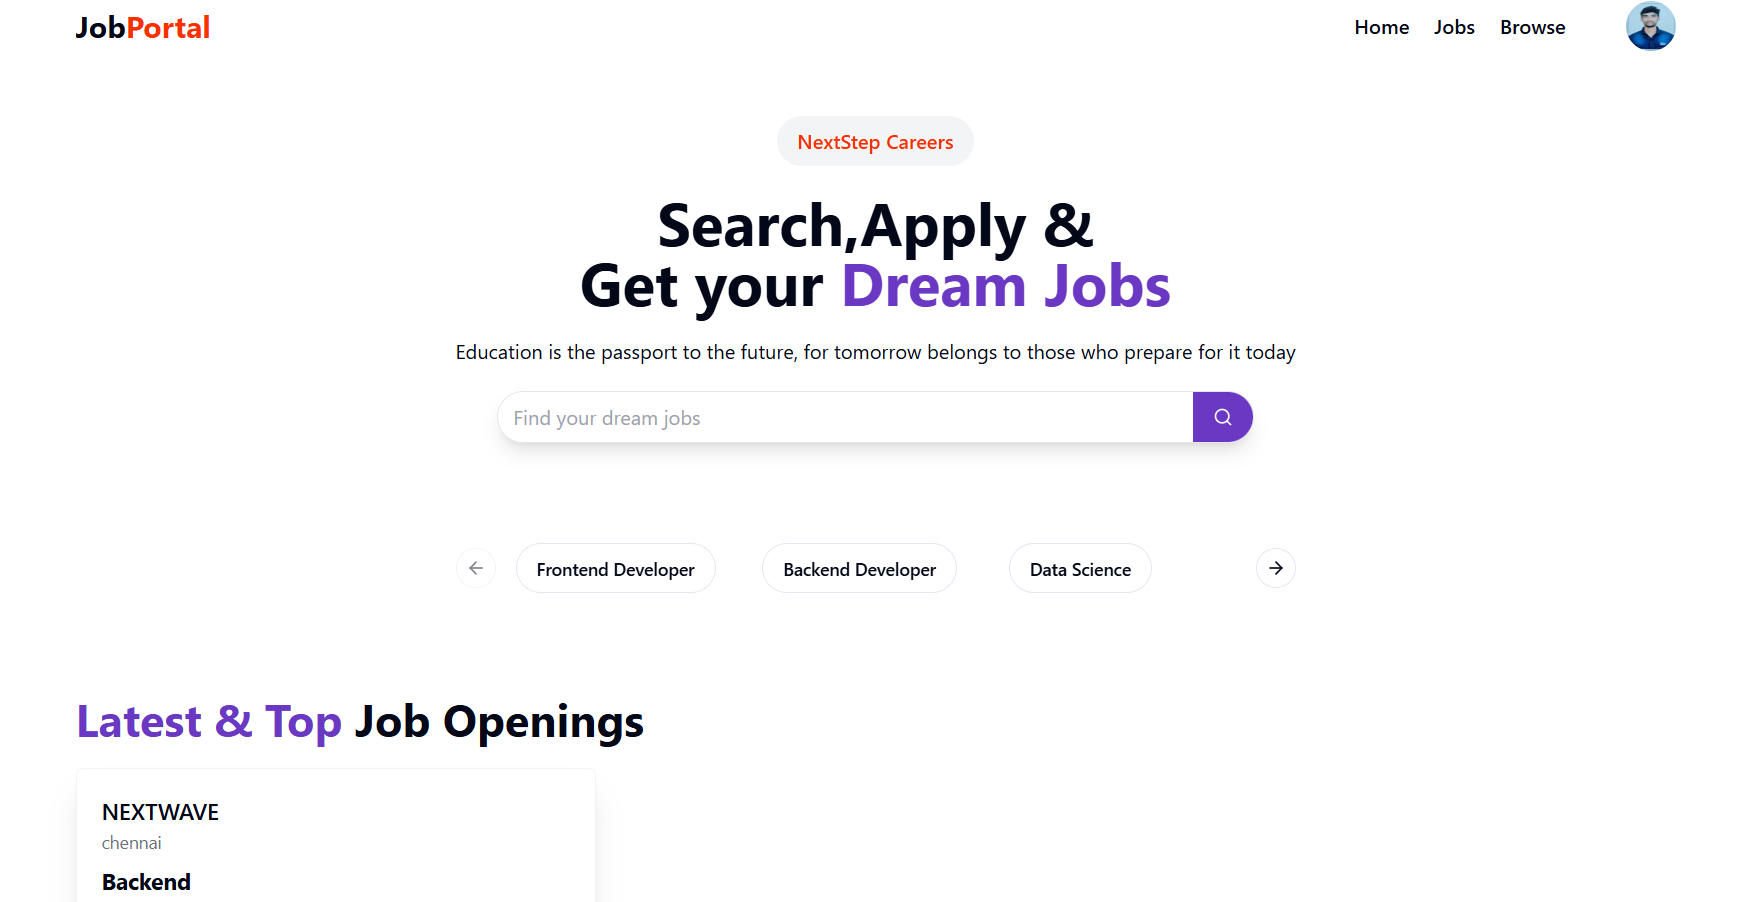 JobPortal
Home Jobs Browse
NextStep Careers
Search,Apply &
Get your Dream Jobs
Education is the passport to the future, for tomorrow belongs to those who prepare for it today
Find your dream jobs
Frontend Developer Backend Developer Data Science
Latest & Top Job Openings
NEXTWAVE
chennai
Backend